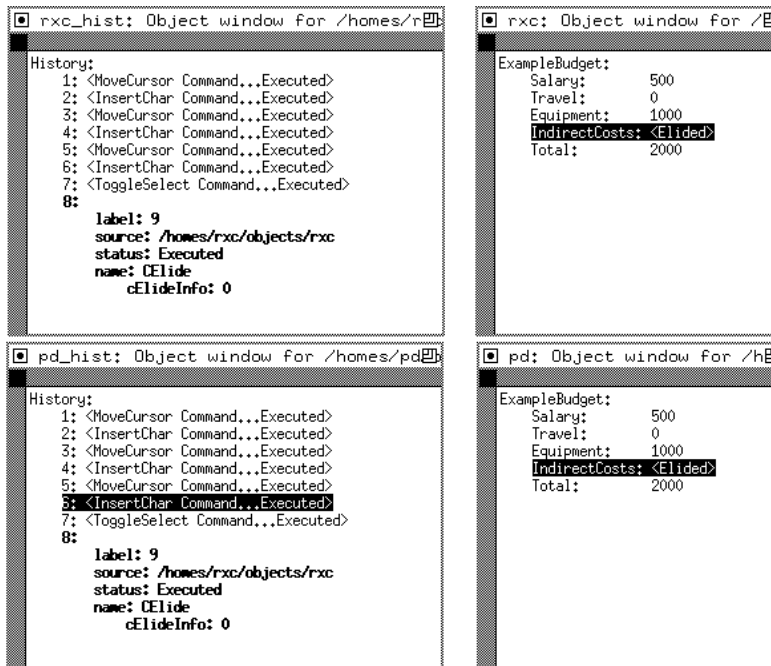 rxc_hist: Object window for /homes/r
History:
1: <MoveCursor Command...Executed>
2: <InsertChar Command...Executed>
3: <MoveCursor Command...Executed>
4: <InsertChar Command...Executed>
5: <MoveCursor Command...Executed>
6: <InsertChar Command...Executed>
7: <ToggleSelect Command...Executed>
8:
label: 9
source: /homes/rxc/objects/rxc
status: Executed
name: CElide
cElideInfo: 0
rxc: Object window for /
ExampleBudget:
Salary: 500
Travel: 0
Equipment: 1000
IndirectCosts: <Elided>
Total: 2000
pd_hist: Object window for /homes/pd
History:
1: <MoveCursor Command...Executed>
2: <InsertChar Command...Executed>
3: <MoveCursor Command...Executed>
4: <InsertChar Command...Executed>
5: <MoveCursor Command...Executed>
6: <InsertChar Command...Executed>
7: <ToggleSelect Command...Executed>
8:
label: 9
source: /homes/rxc/objects/rxc
status: Executed
name: CElide
cElideInfo: 0
pd: Object window for /h
ExampleBudget:
Salary: 500
Travel: 0
Equipment: 1000
IndirectCosts: <Elided>
Total: 2000